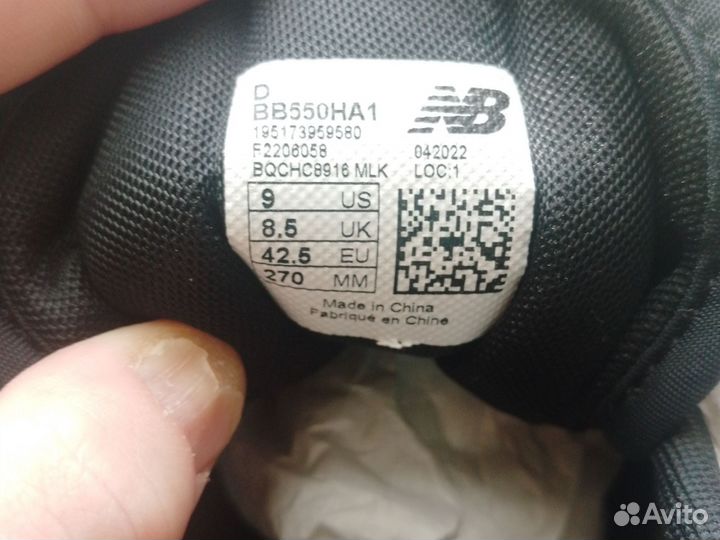 D
BB550HA1
NB
195173959580
F2206058 042022
BQCHC8916 MLK LOC:1
9 US
8.5 UK
42.5 EU
270 MM
Made in China
Fabriqué en Chine
Avito